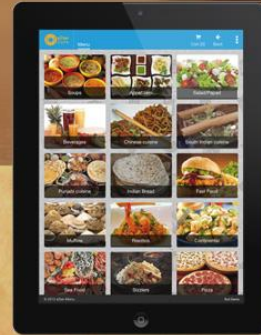 Menu
Soups
Appetizers
Salad/Papad
Beverages
Chinese cuisine
South Indian cuisine
Punjabi cuisine
Indian Bread
Fast Food
Muffins
Risottos
Continental
Sea Food
Sizzlers
Pizza